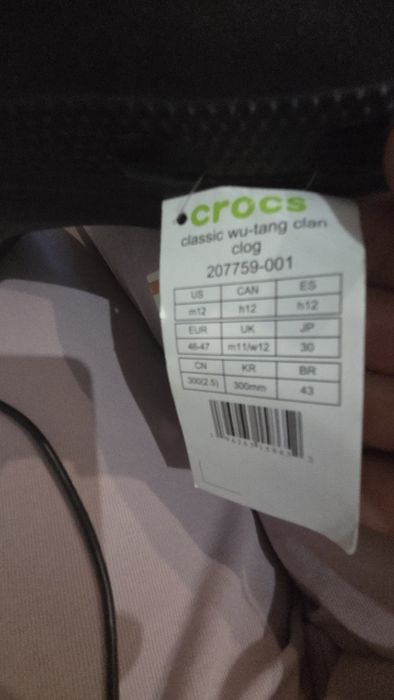 crocs
classic wu-tang clan
clog
207759-001
US CAN ES
m12 h12 h12
EUR UK JP
46-47 m11/w12 30
CN KR BR
300(2.5) 300mm 43